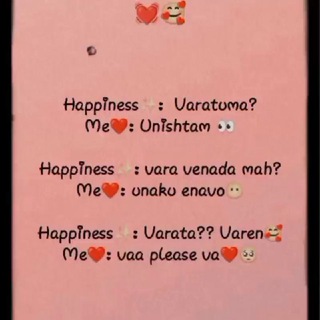 Happiness✨: Varatuma?
Me❤️: Unishtam 👀
Happiness✨: vara venada mah?
Me❤️: unaku enavo😶
Happiness✨: Varata?? Varen🥰
Me❤️: vaa please va❤️🥺